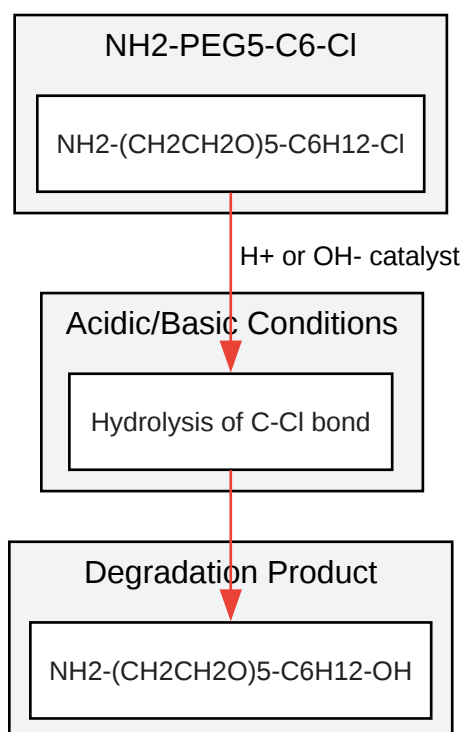 NH2-PEG5-C6-Cl
NH2-(CH2CH2O)5-C6H12-Cl
H+ or OH- catalyst
Acidic/Basic Conditions
Hydrolysis of C-Cl bond
Degradation Product
NH2-(CH2CH2O)5-C6H12-OH